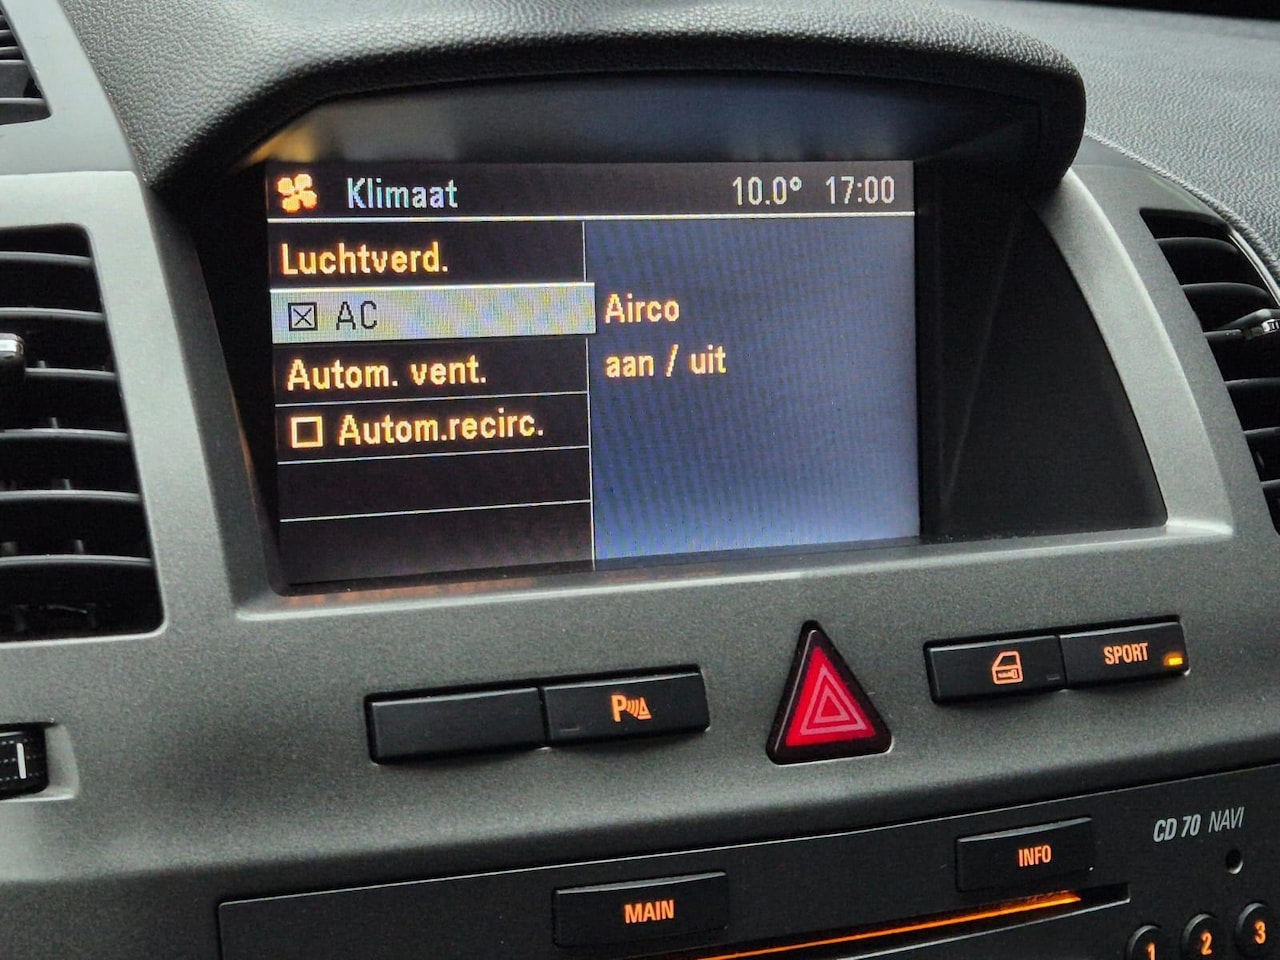 Klimaat 10.0° 17:00
Luchtverd.
AC
Airco
Autom. vent.
aan / uit
Autom.recirc.
P
SPORT
CD 70 NAVI
INFO
MAIN
1 2 3